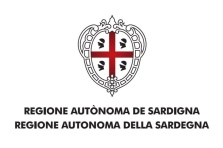 REGIONE AUTÒNOMA DE SARDIGNA
REGIONE AUTONOMA DELLA SARDEGNA